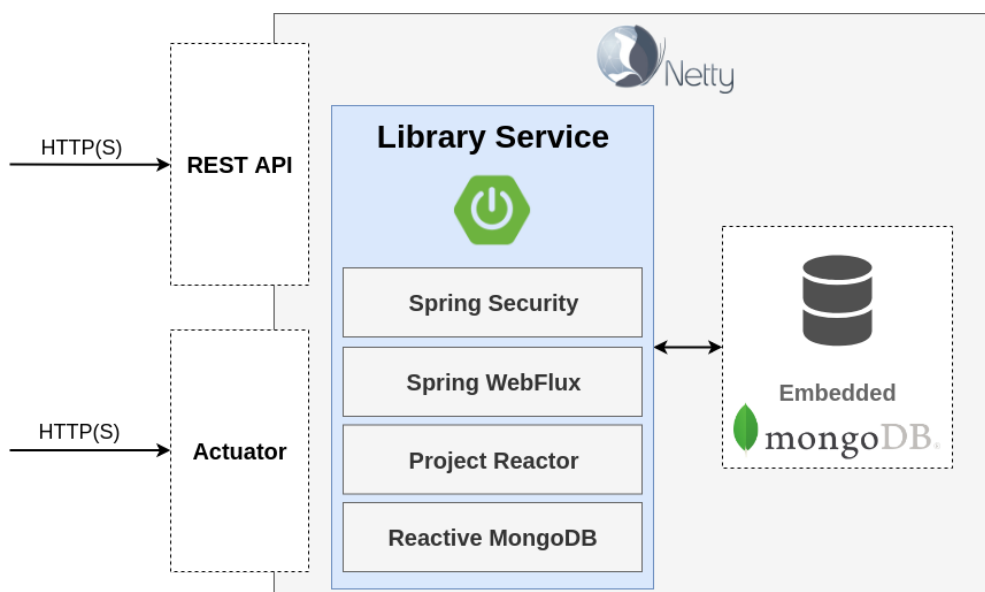 Netty
Library Service
HTTP(S)
REST API
Spring Security
Spring WebFlux
Embedded
mongoDB®
HTTP(S)
Actuator
Project Reactor
Reactive MongoDB